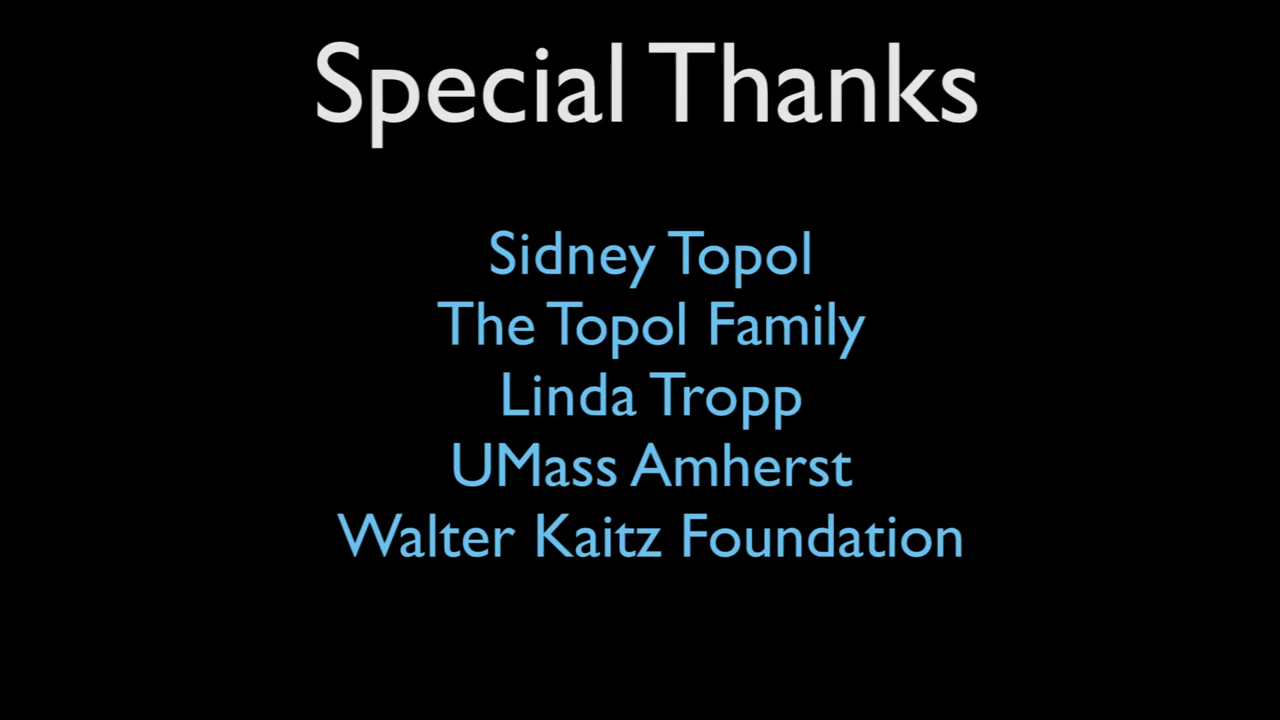 Special Thanks
Sidney Topol
The Topol Family
Linda Tropp
UMass Amherst
Walter Kaitz Foundation